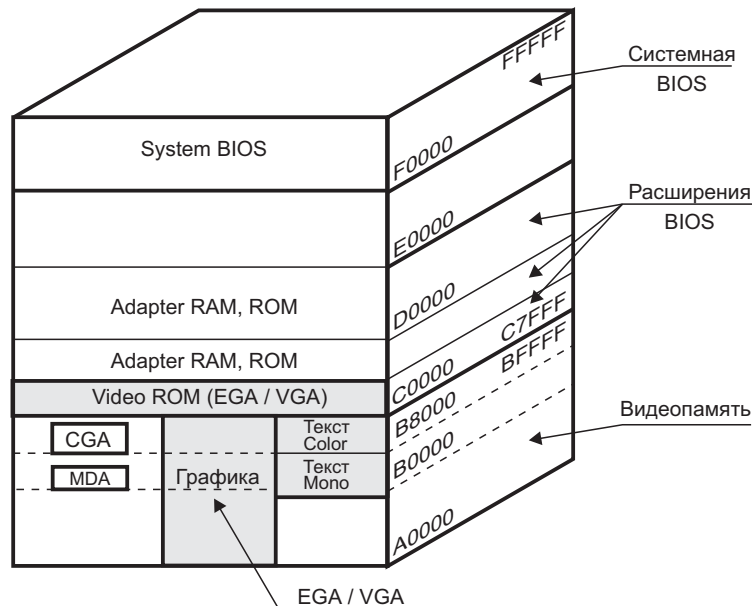 FFFFF
Системная
BIOS
System BIOS
F0000
Расширения
BIOS
E0000
Adapter RAM, ROM
D0000
Adapter RAM, ROM
C7FFF
C0000
Video ROM (EGA / VGA)
BFFFF
B8000
Видеопамять
CGA
Текст
Color
B0000
MDA
Графика
Текст
Mono
A0000
EGA / VGA